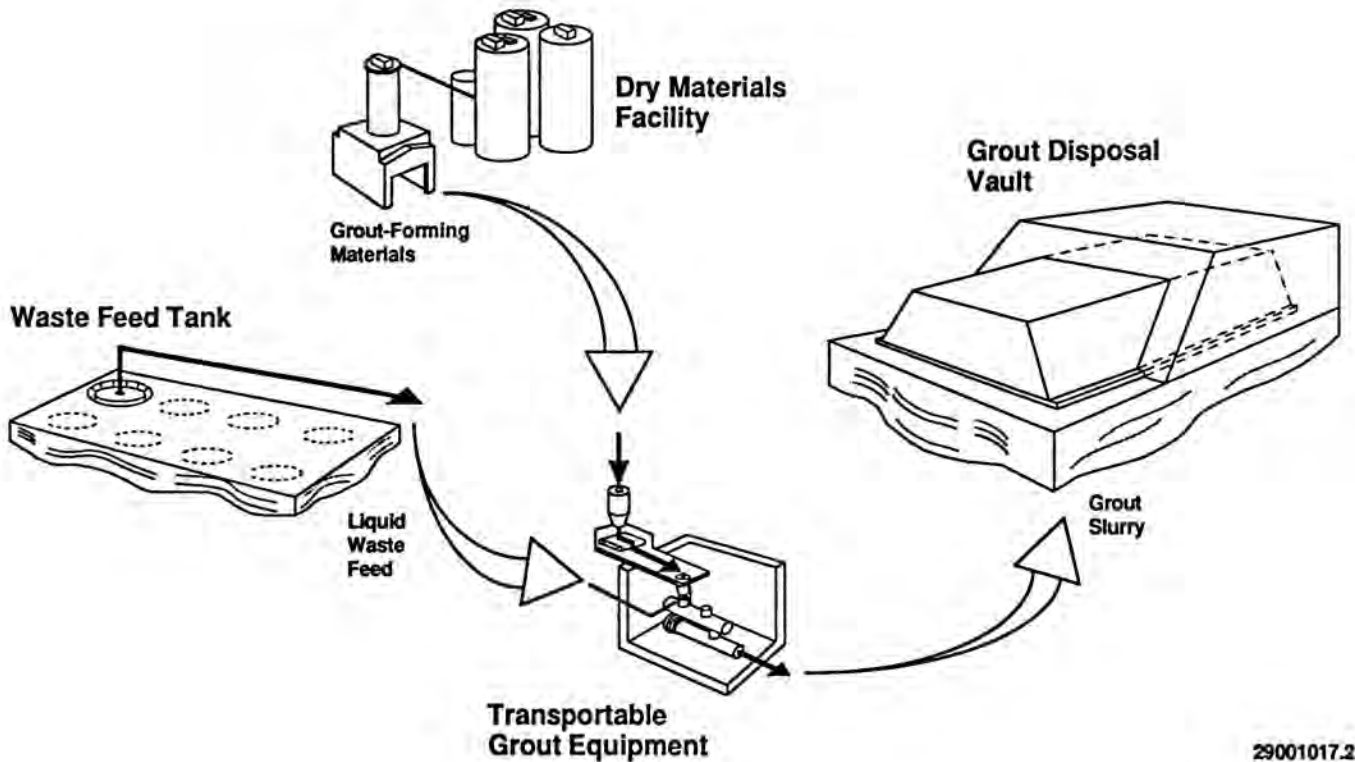 Dry Materials
Facility
Grout-Forming
Materials
Grout Disposal
Vault
Waste Feed Tank
Liquid
Waste
Feed
Grout
Slurry
Transportable
Grout Equipment
29001017.2